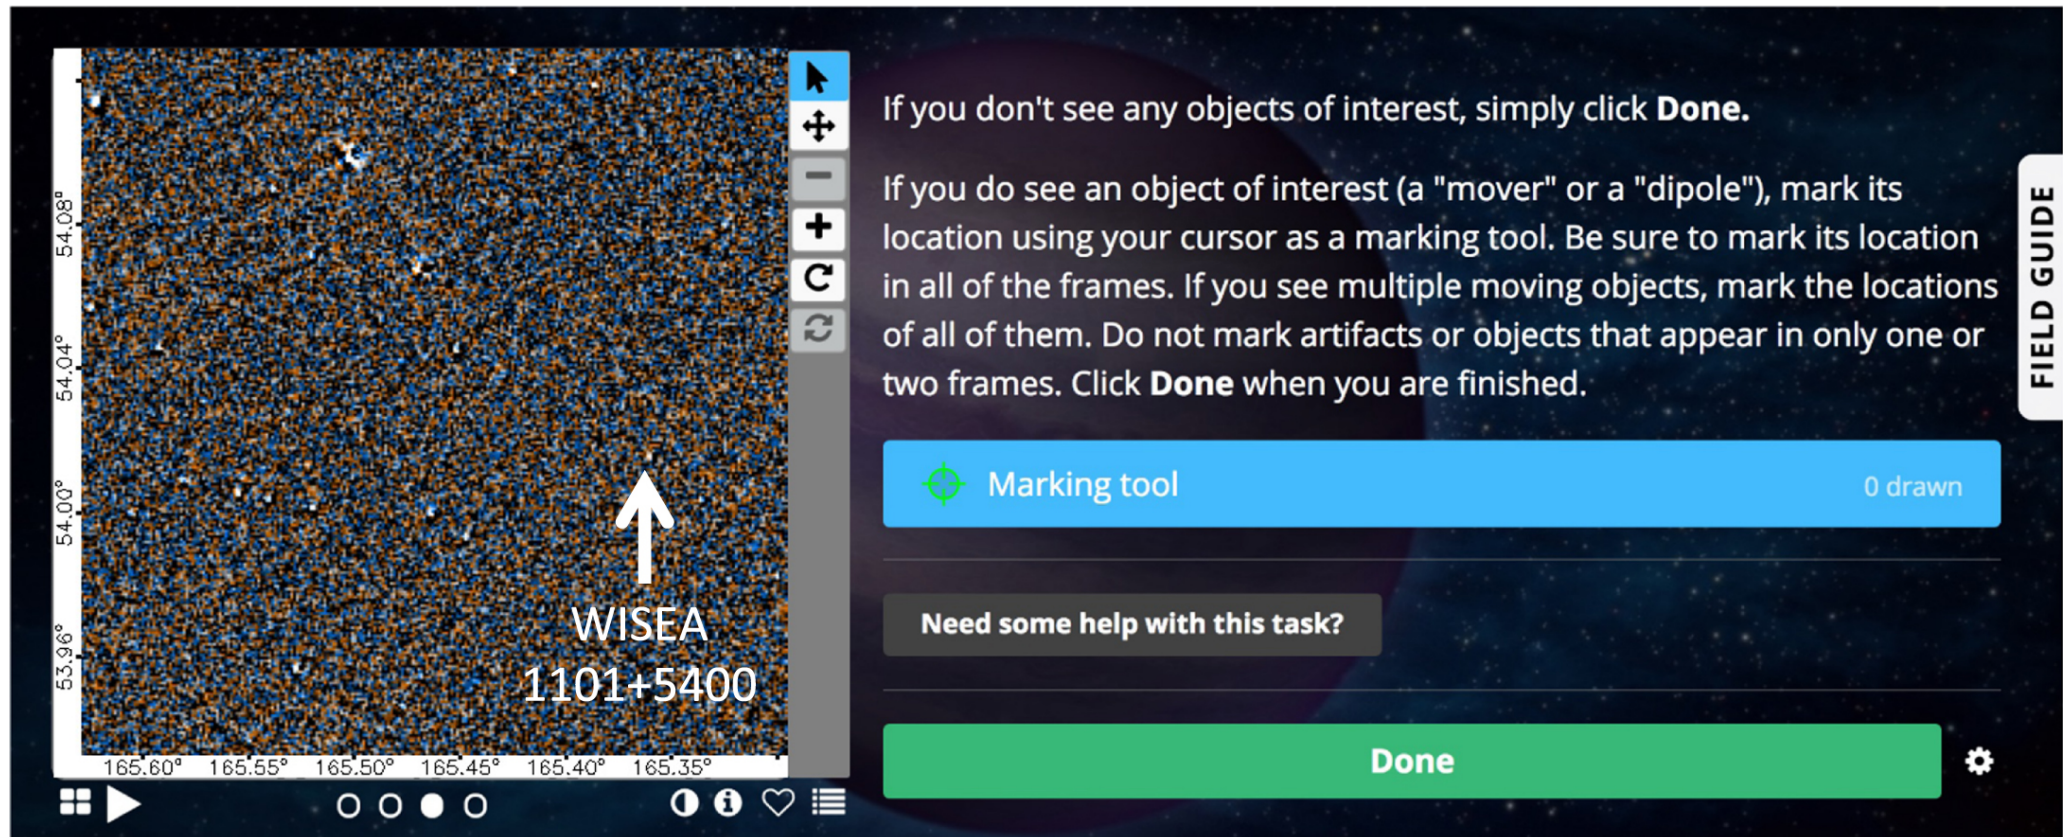 If you don't see any objects of interest, simply click Done.
If you do see an object of interest (a "mover" or a "dipole"), mark its
location using your cursor as a marking tool. Be sure to mark its location
in all of the frames. If you see multiple moving objects, mark the locations
of all of them. Do not mark artifacts or objects that appear in only one or
two frames. Click Done when you are finished.
Marking tool
0 drawn
Need some help with this task?
Done
FIELD GUIDE
54.08°
54.04°
54.00°
53.96°
WISEA
1101+5400
165.60° 165.55° 165.50° 165.45° 165.40° 165.35°